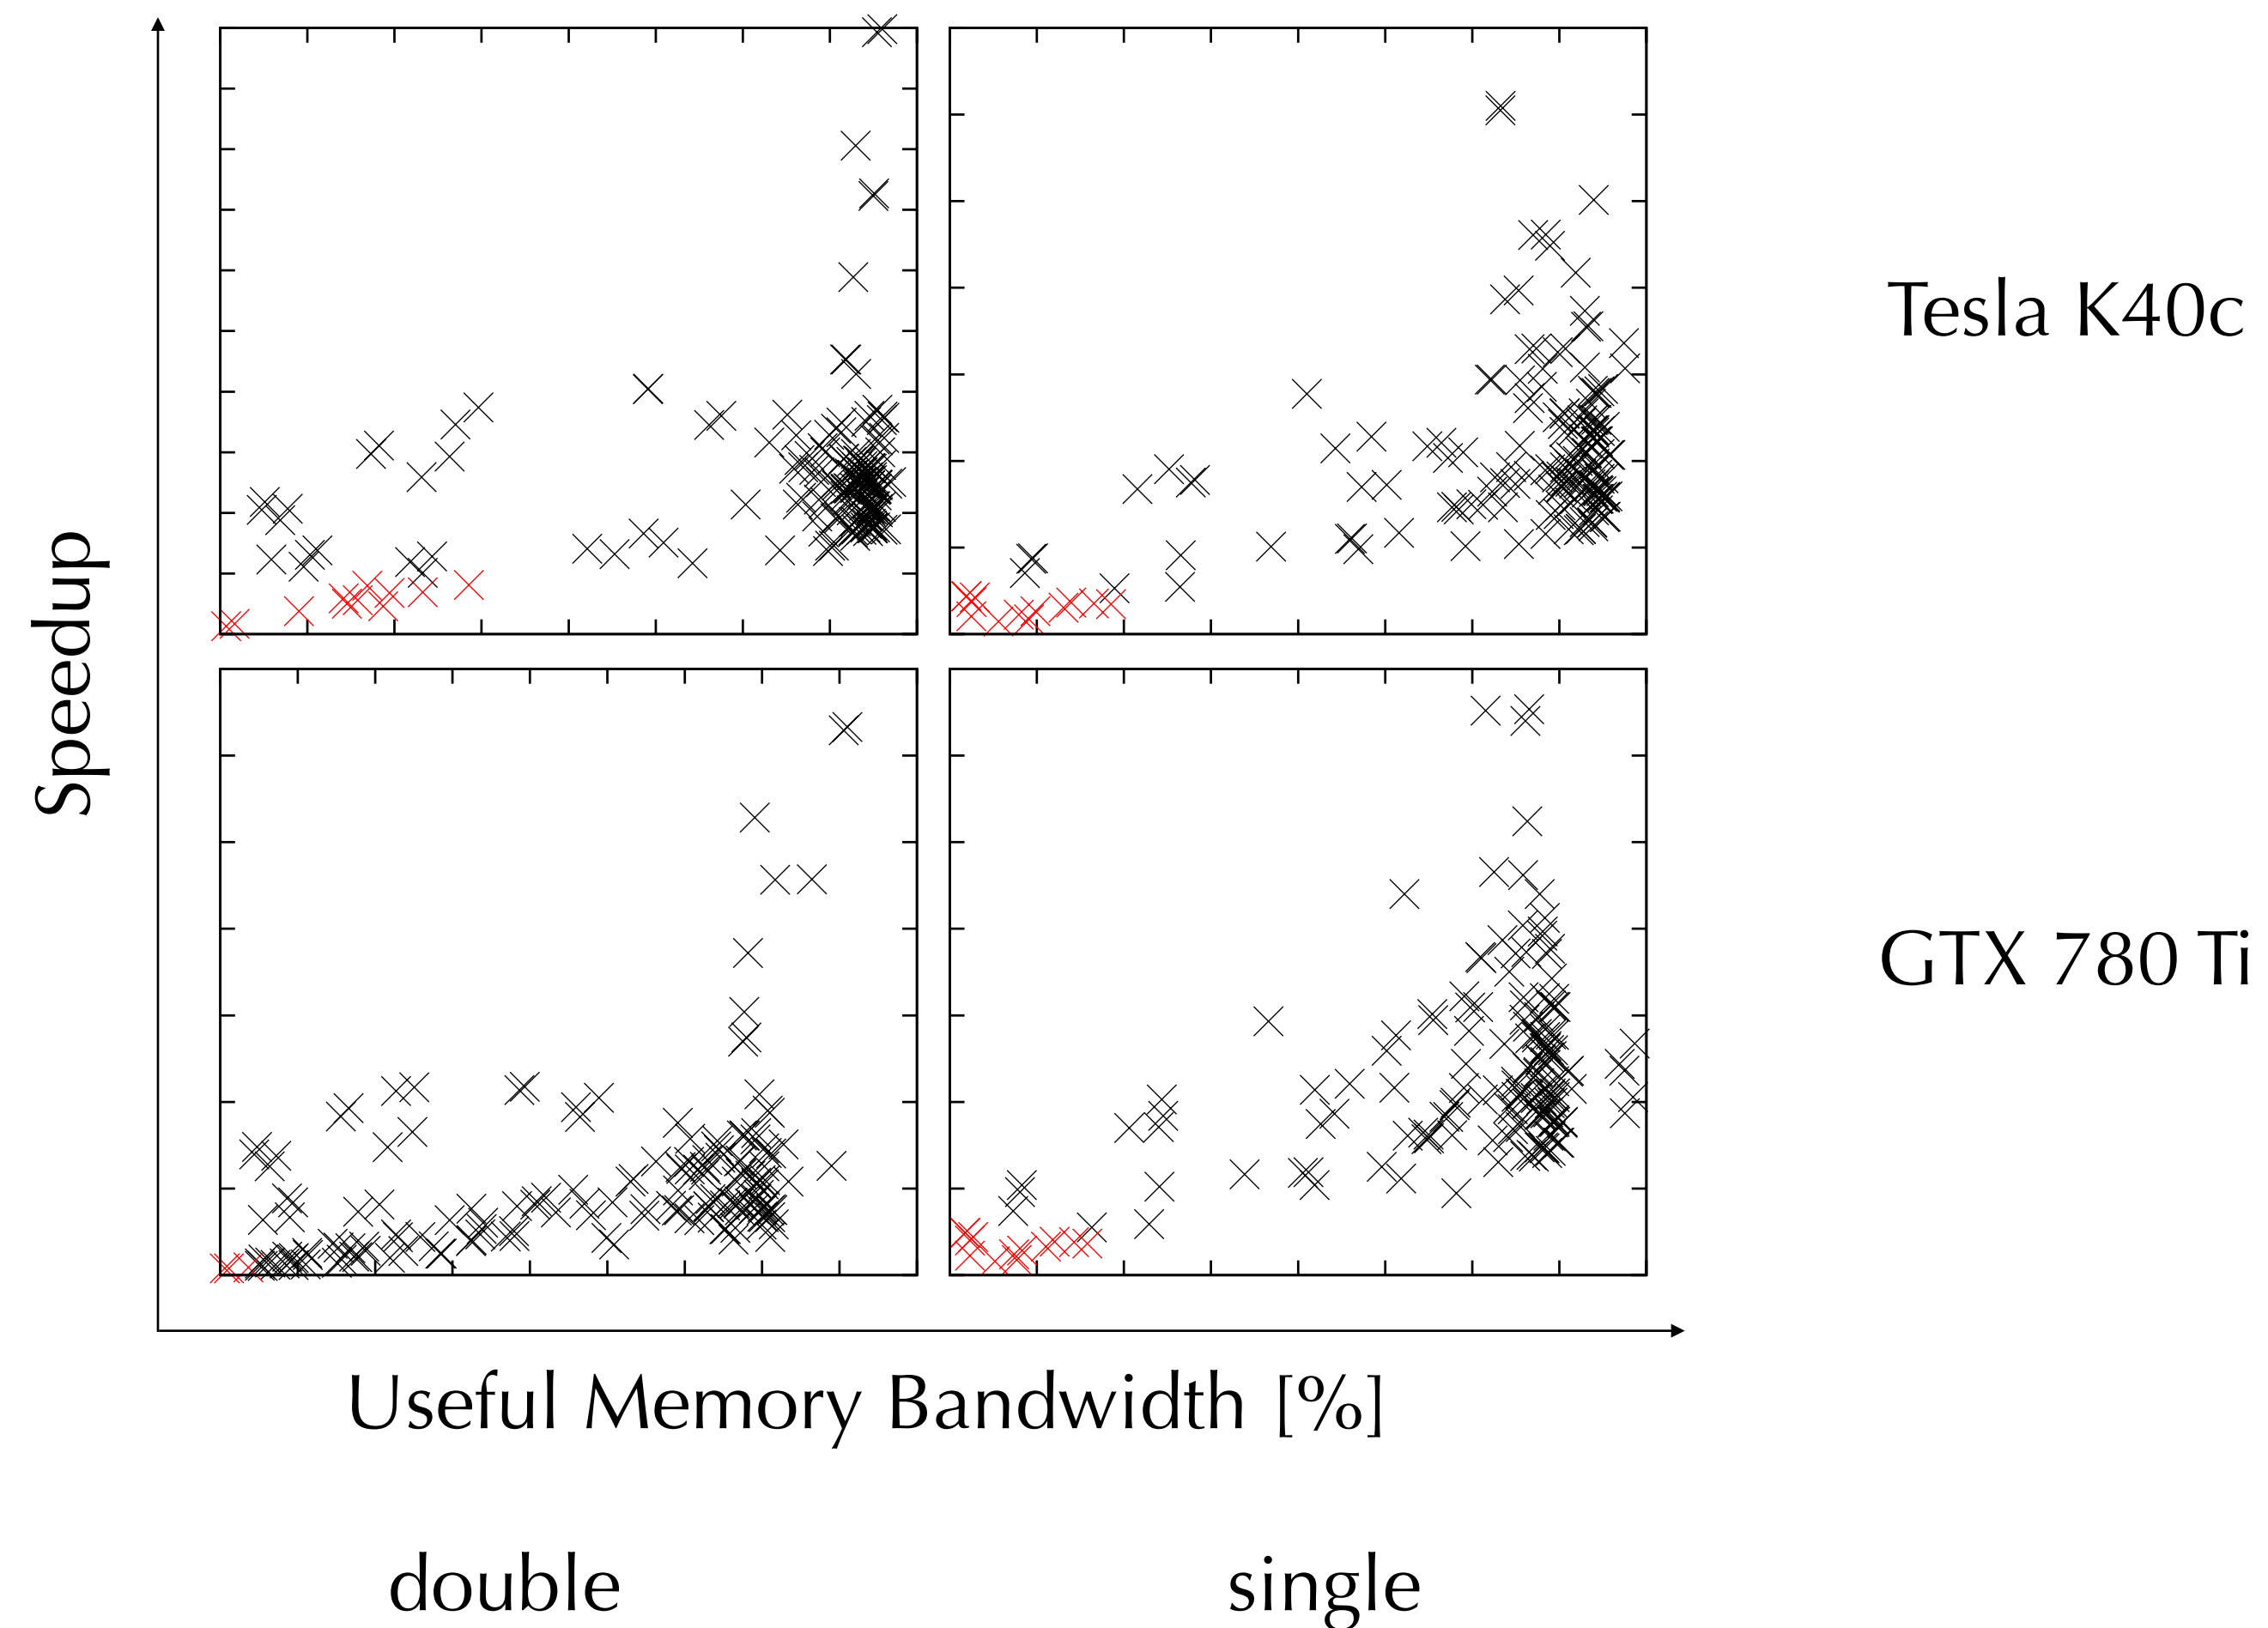 Speedup
Tesla K40c
GTX 780 Ti
Useful Memory Bandwidth [%]
double
single